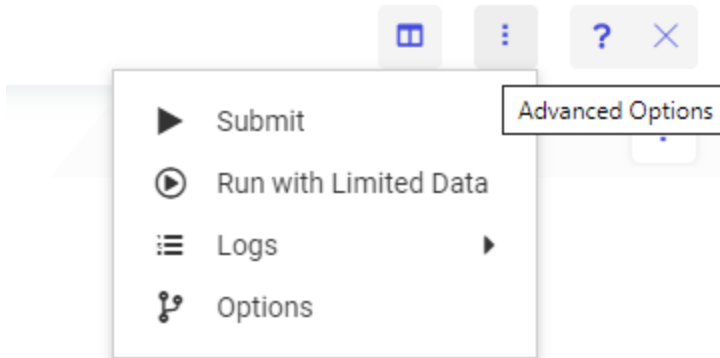 ?
Advanced Options
Submit
Run with Limited Data
Logs
Options